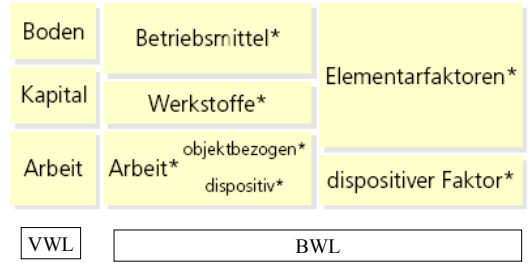 Boden
Betriebsmittel*
Elementarfaktoren*
Kapital
Werkstoffe*
Arbeit
Arbeit*
objektbezogen*
dispositiv*
dispositiver Faktor*
VWL
BWL